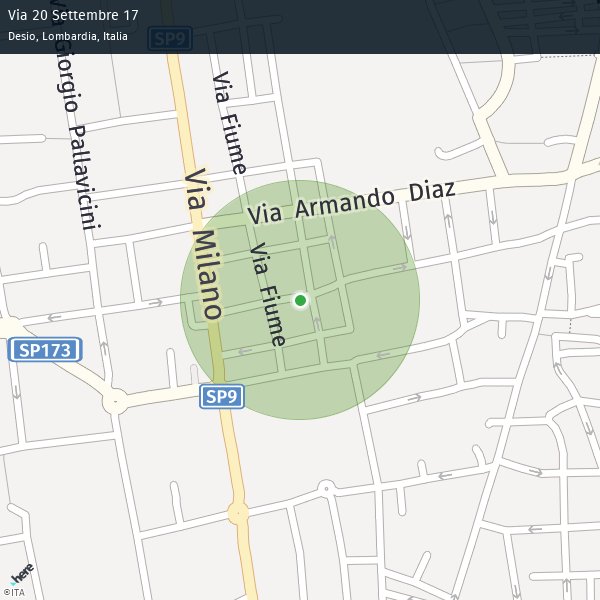 Via 20 Settembre 17
Desio, Lombardia, Italia
SP9
Via Giorgio Pallavicini
Via Fiume
Via Milano
Via Armando Diaz
Via Fiume
SP173
SP9
here
©ITA